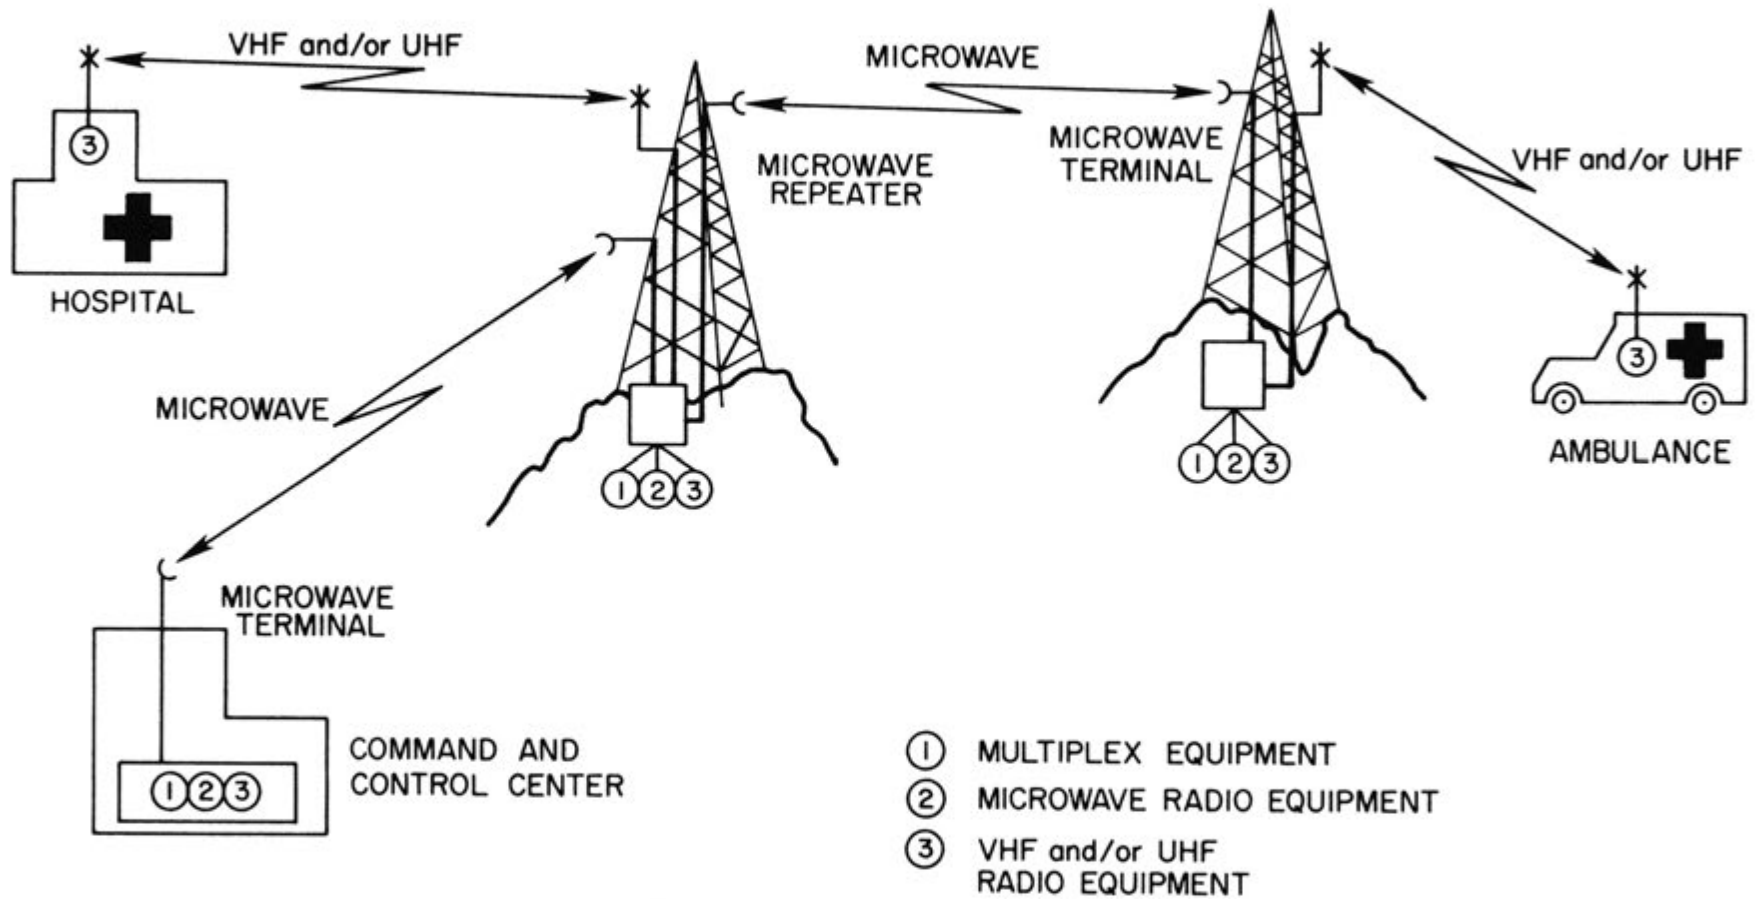 VHF and/or UHF
MICROWAVE
3
MICROWAVE
REPEATER
MICROWAVE
TERMINAL
VHF and/or UHF
HOSPITAL
3
MICROWAVE
AMBULANCE
1 2 3
1 2 3
MICROWAVE
TERMINAL
COMMAND AND
CONTROL CENTER
1 2 3
1 MULTIPLEX EQUIPMENT
2 MICROWAVE RADIO EQUIPMENT
3 VHF and/or UHF
RADIO EQUIPMENT